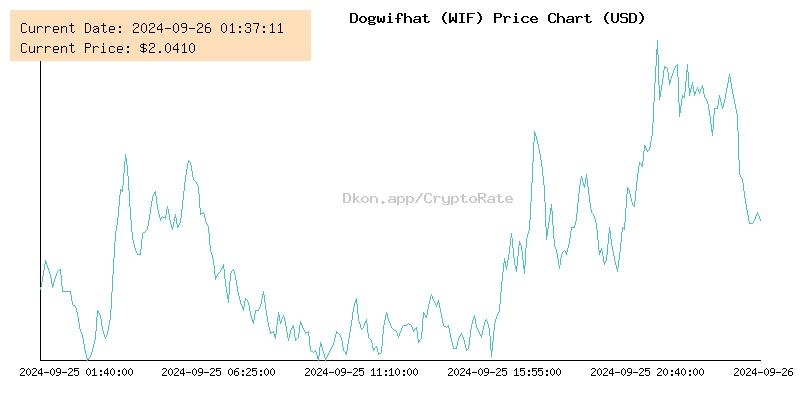 Dogwifhat (WIF) Price Chart (USD)
Current Date: 2024-09-26 01:37:11
Current Price: $2.0410
Dkon.app/CryptoRate
2024-09-25 01:40:00 2024-09-25 06:25:00 2024-09-25 11:10:00 2024-09-25 15:55:00 2024-09-25 20:40:00 2024-09-26